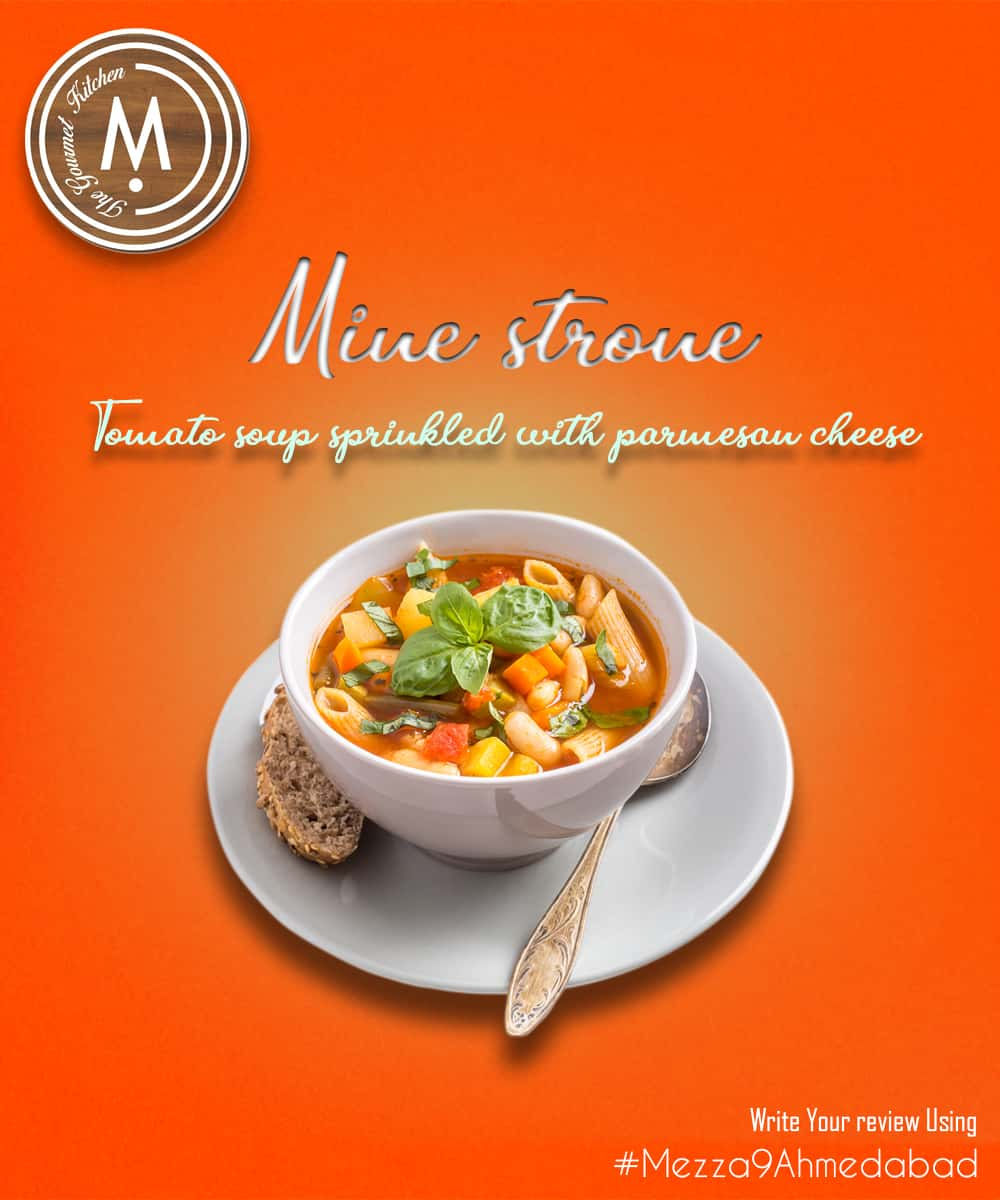 The Gourmet Kitchen
M
Mine strone
Tomato soup sprinkled with parmesan cheese
Write Your review Using
#Mezza9Ahmedabad